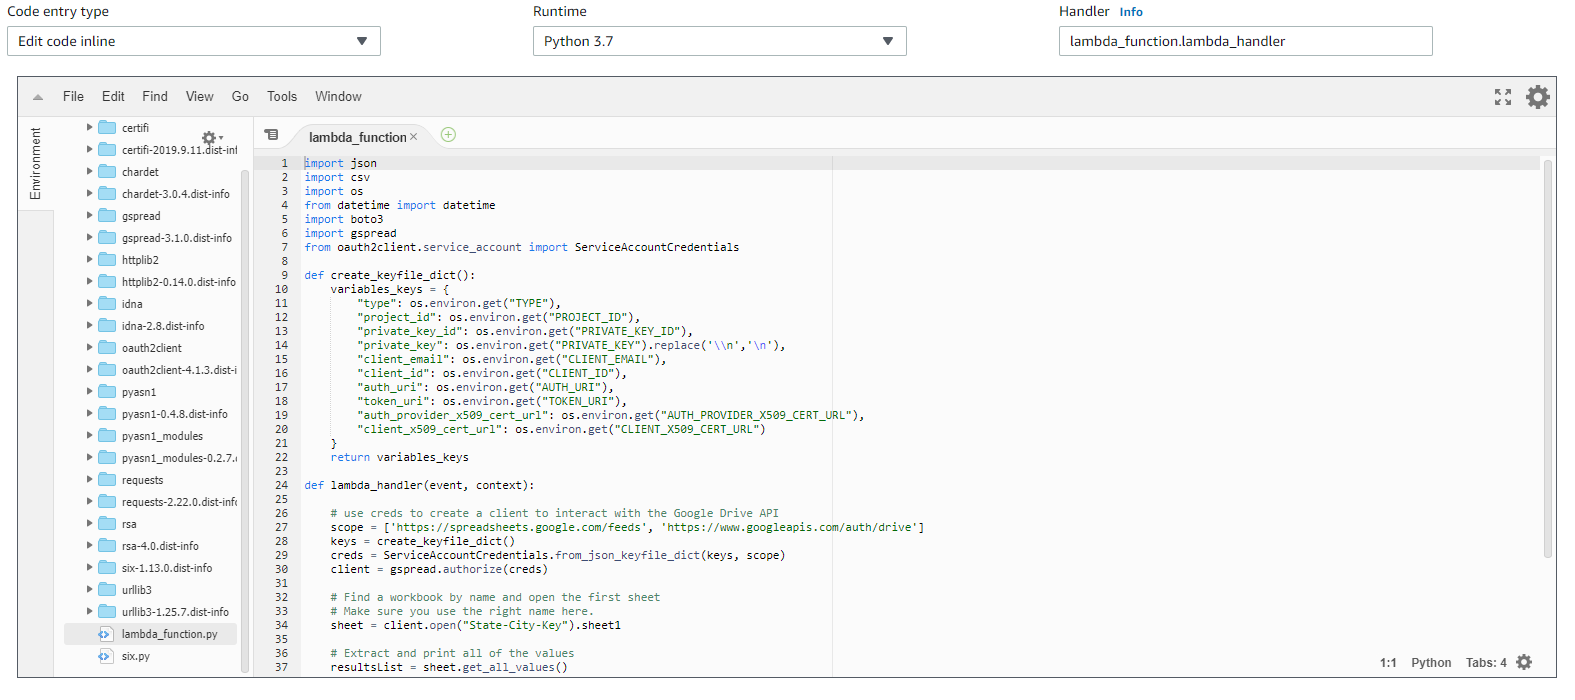 Code entry type
Runtime
Handler Info
Edit code inline
Python 3.7
lambda_function.lambda_handler
File Edit Find View Go Tools Window
Environment
certifi
certifi-2019.9.11.dist-inf
chardet
chardet-3.0.4.dist-info
gspread
gspread-3.1.0.dist-info
httplib2
httplib2-0.14.0.dist-info
idna
idna-2.8.dist-info
oauth2client
oauth2client-4.1.3.dist-i
pyasn1
pyasn1-0.4.8.dist-info
pyasn1_modules
pyasn1_modules-0.2.7.
requests
requests-2.22.0.dist-info
rsa
rsa-4.0.dist-info
six-1.13.0.dist-info
urllib3
urllib3-1.25.7.dist-info
lambda_function.py
six.py
lambda_function ×
1 import json
2 import csv
3 import os
4 from datetime import datetime
5 import boto3
6 import gspread
7 from oauth2client.service_account import ServiceAccountCredentials
8
9 def create_keyfile_dict():
10 variables_keys = {
11 "type": os.environ.get("TYPE"),
12 "project_id": os.environ.get("PROJECT_ID"),
13 "private_key_id": os.environ.get("PRIVATE_KEY_ID"),
14 "private_key": os.environ.get("PRIVATE_KEY").replace('\\n','\n'),
15 "client_email": os.environ.get("CLIENT_EMAIL"),
16 "client_id": os.environ.get("CLIENT_ID"),
17 "auth_uri": os.environ.get("AUTH_URI"),
18 "token_uri": os.environ.get("TOKEN_URI"),
19 "auth_provider_x509_cert_url": os.environ.get("AUTH_PROVIDER_X509_CERT_URL"),
20 "client_x509_cert_url": os.environ.get("CLIENT_X509_CERT_URL")
21 }
22 return variables_keys
23
24 def lambda_handler(event, context):
25
26 # use creds to create a client to interact with the Google Drive API
27 scope = ['https://spreadsheets.google.com/feeds', 'https://www.googleapis.com/auth/drive']
28 keys = create_keyfile_dict()
29 creds = ServiceAccountCredentials.from_json_keyfile_dict(keys, scope)
30 client = gspread.authorize(creds)
31
32 # Find a workbook by name and open the first sheet
33 # Make sure you use the right name here.
34 sheet = client.open("State-City-Key").sheet1
35
36 # Extract and print all of the values
37 resultsList = sheet.get_all_values()
1:1 Python Tabs: 4